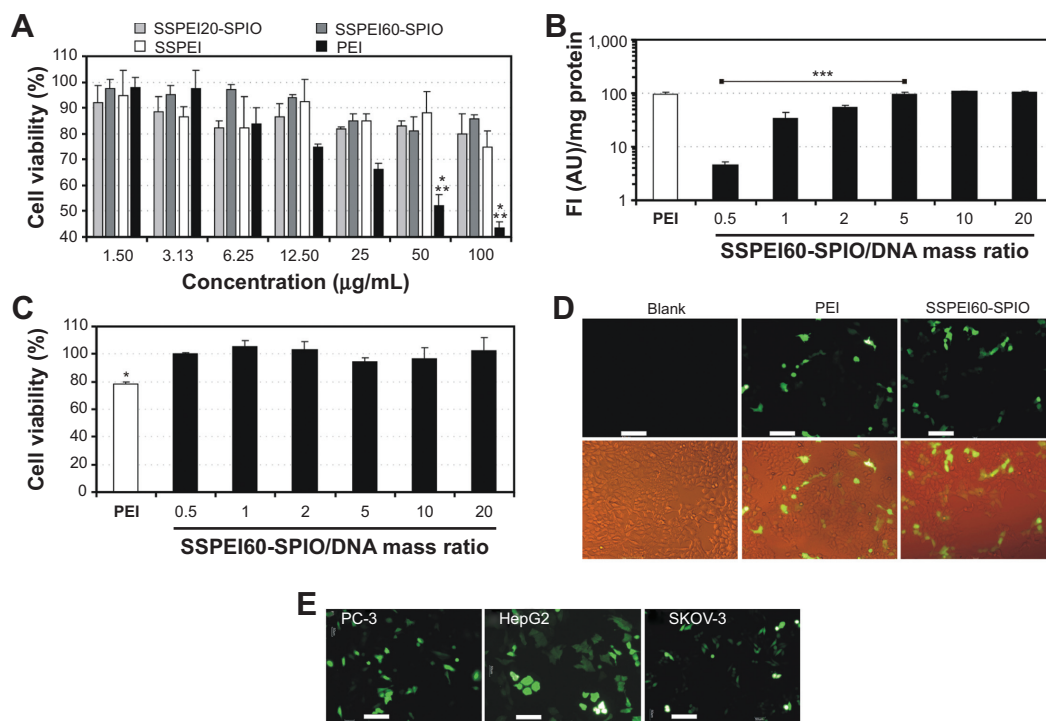 A
SSPEI20-SPIO
SSPEI60-SPIO
SSPEI
PEI
Cell viability (%)
110
100
90
80
70
60
50
40
*
**
*
**
1.50
3.13
6.25
12.50
25
50
100
Concentration (µg/mL)
B
FI (AU)/mg protein
1,000
100
10
1
***
PEI
0.5
1
2
5
10
20
SSPEI60-SPIO/DNA mass ratio
C
Cell viability (%)
110
100
80
60
40
20
0
*
PEI
0.5
1
2
5
10
20
SSPEI60-SPIO/DNA mass ratio
D
Blank
PEI
SSPEI60-SPIO
E
PC-3
HepG2
SKOV-3